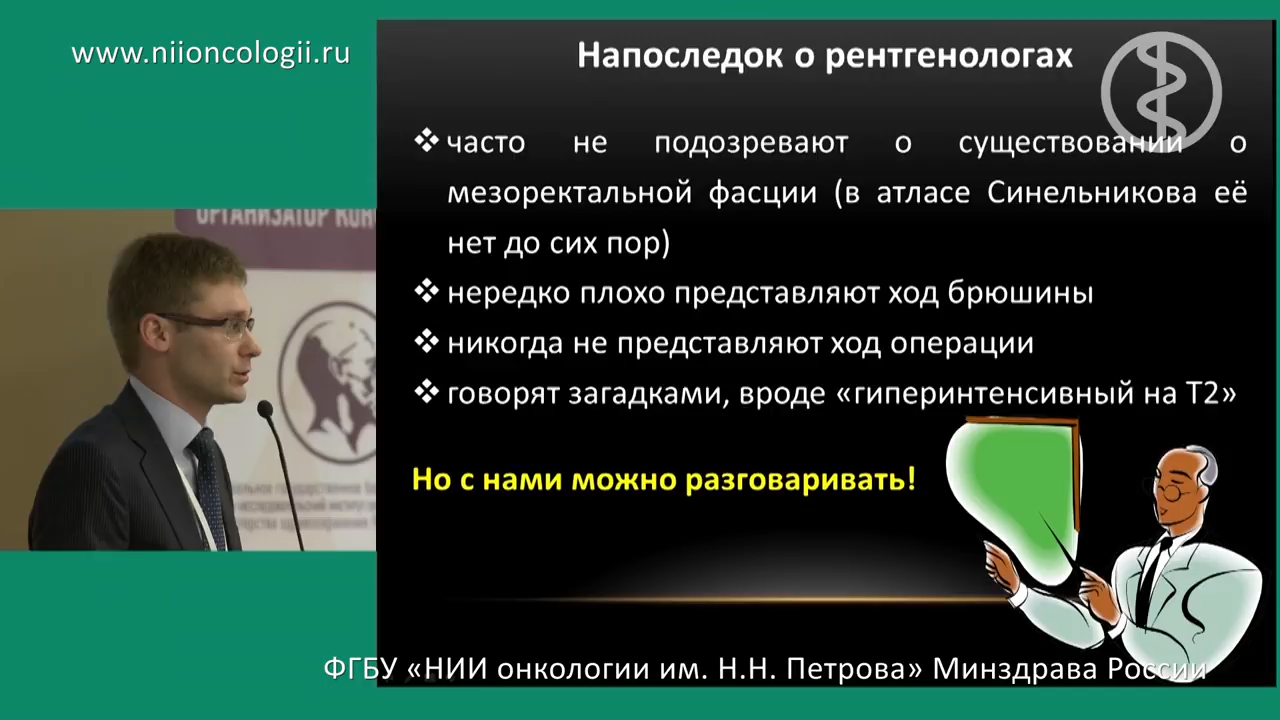 www.niioncologii.ru
Напоследок о рентгенологах
часто не подозревают о существовании о
мезоректальной фасции (в атласе Синельникова её
нет до сих пор)
нередко плохо представляют ход брюшины
никогда не представляют ход операции
говорят загадками, вроде «гиперинтенсивный на Т2»
Но с нами можно разговаривать!
ФГБУ «НИИ онкологии им. Н.Н. Петрова» Минздрава России